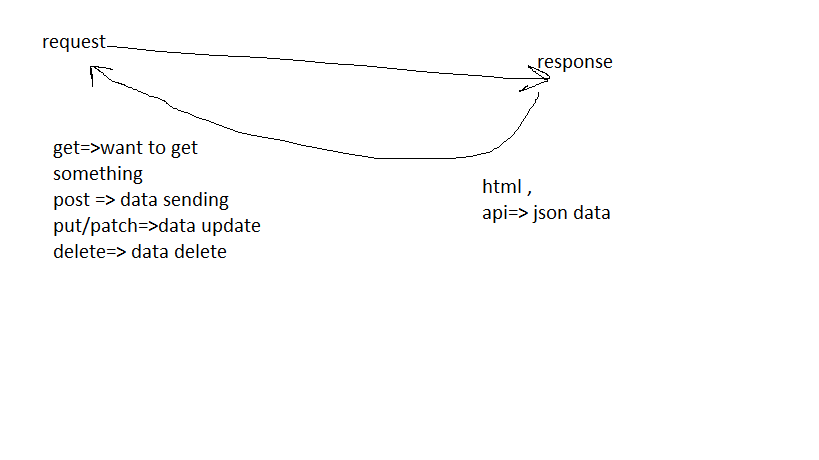 request
response
get=>want to get
something
post => data sending
put/patch=>data update
delete=> data delete
html ,
api=> json data